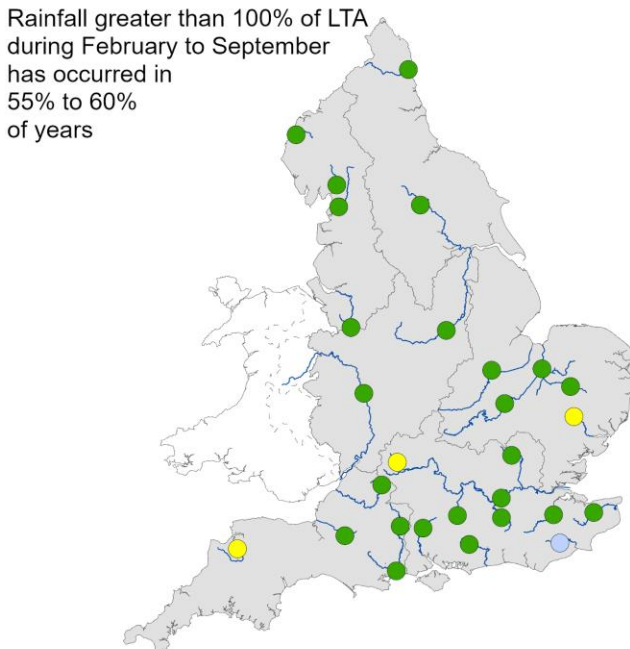 Rainfall greater than 100% of LTA
during February to September
has occurred in
55% to 60%
of years